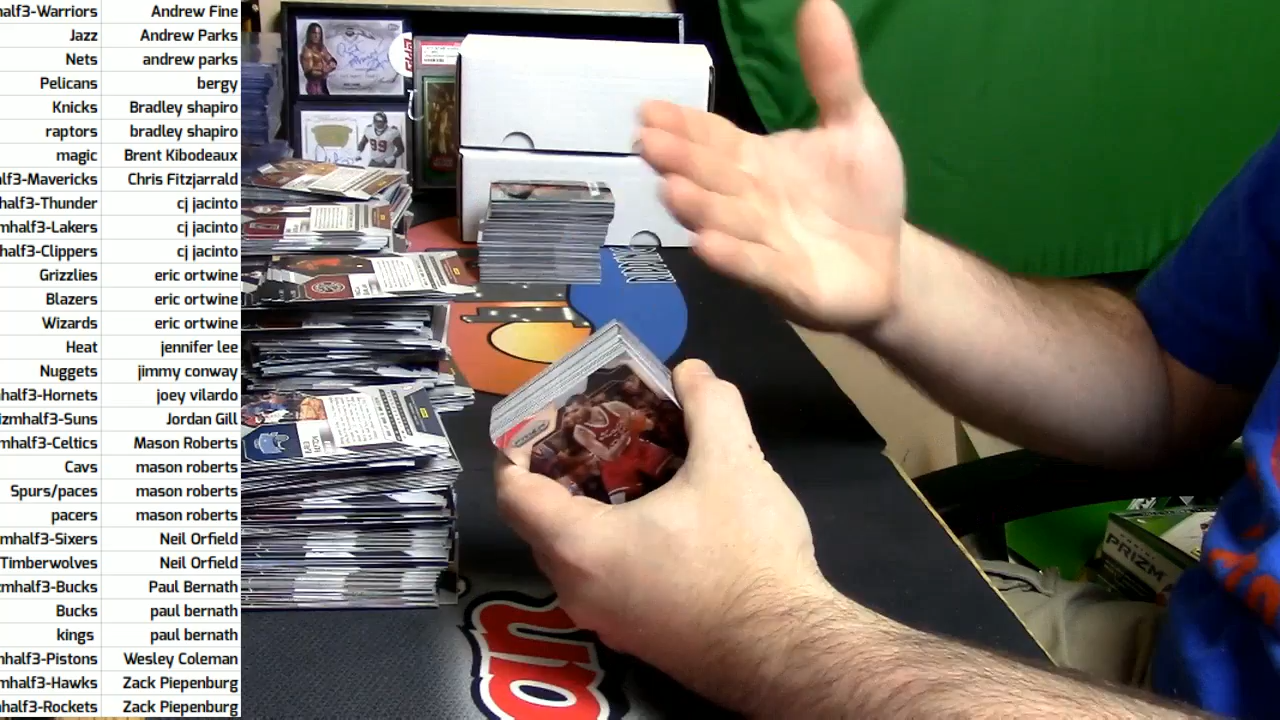 half3-Warriors Andrew Fine
Jazz Andrew Parks
Nets andrew parks
Pelicans bergy
Knicks Bradley shapiro
raptors bradley shapiro
magic Brent Kibodeaux
alf3-Mavericks Chris Fitzjarrald
half3-Thunder cj jacinto
mhalf3-Lakers cj jacinto
mhalf3-Clippers cj jacinto
Grizzlies eric ortwine
Blazers eric ortwine
Wizards eric ortwine
Heat jennifer lee
Nuggets jimmy conway
half3-Hornets joey vilardo
izmhalf3-Suns Jordan Gill
mhalf3-Celtics Mason Roberts
Cavs mason roberts
Spurs/paces mason roberts
pacers mason roberts
mhalf3-Sixers Neil Orfield
Timberwolves Neil Orfield
zmhalf3-Bucks Paul Bernath
Bucks paul bernath
kings paul bernath
nhalf3-Pistons Wesley Coleman
mhalf3-Hawks Zack Piepenburg
half3-Rockets Zack Piepenburg
99
PRIZM